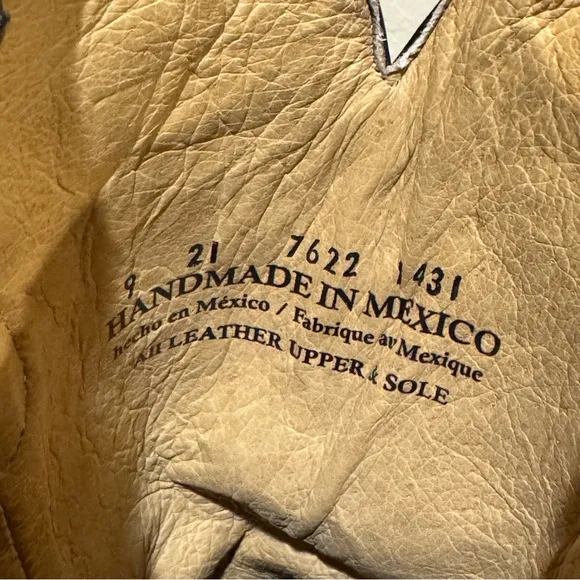 9 21 7622 1431
HANDMADE IN MEXICO
hecho en México / Fabrique au Mexique
All LEATHER UPPER & SOLE